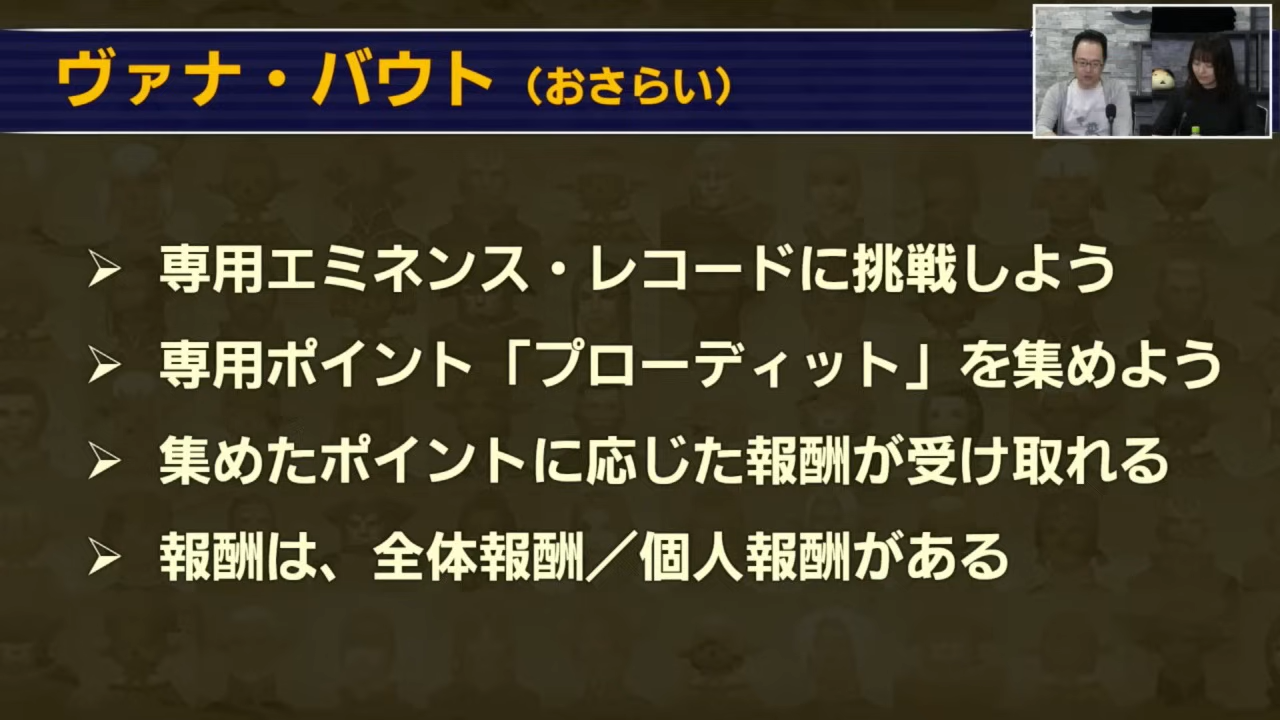 ヴァナ・バウト（おさらい）
➢ 専用エミネンス・レコードに挑戦しよう
➢ 専用ポイント「プローディット」を集めよう
➢ 集めたポイントに応じた報酬が受け取れる
➢ 報酬は、全体報酬／個人報酬がある